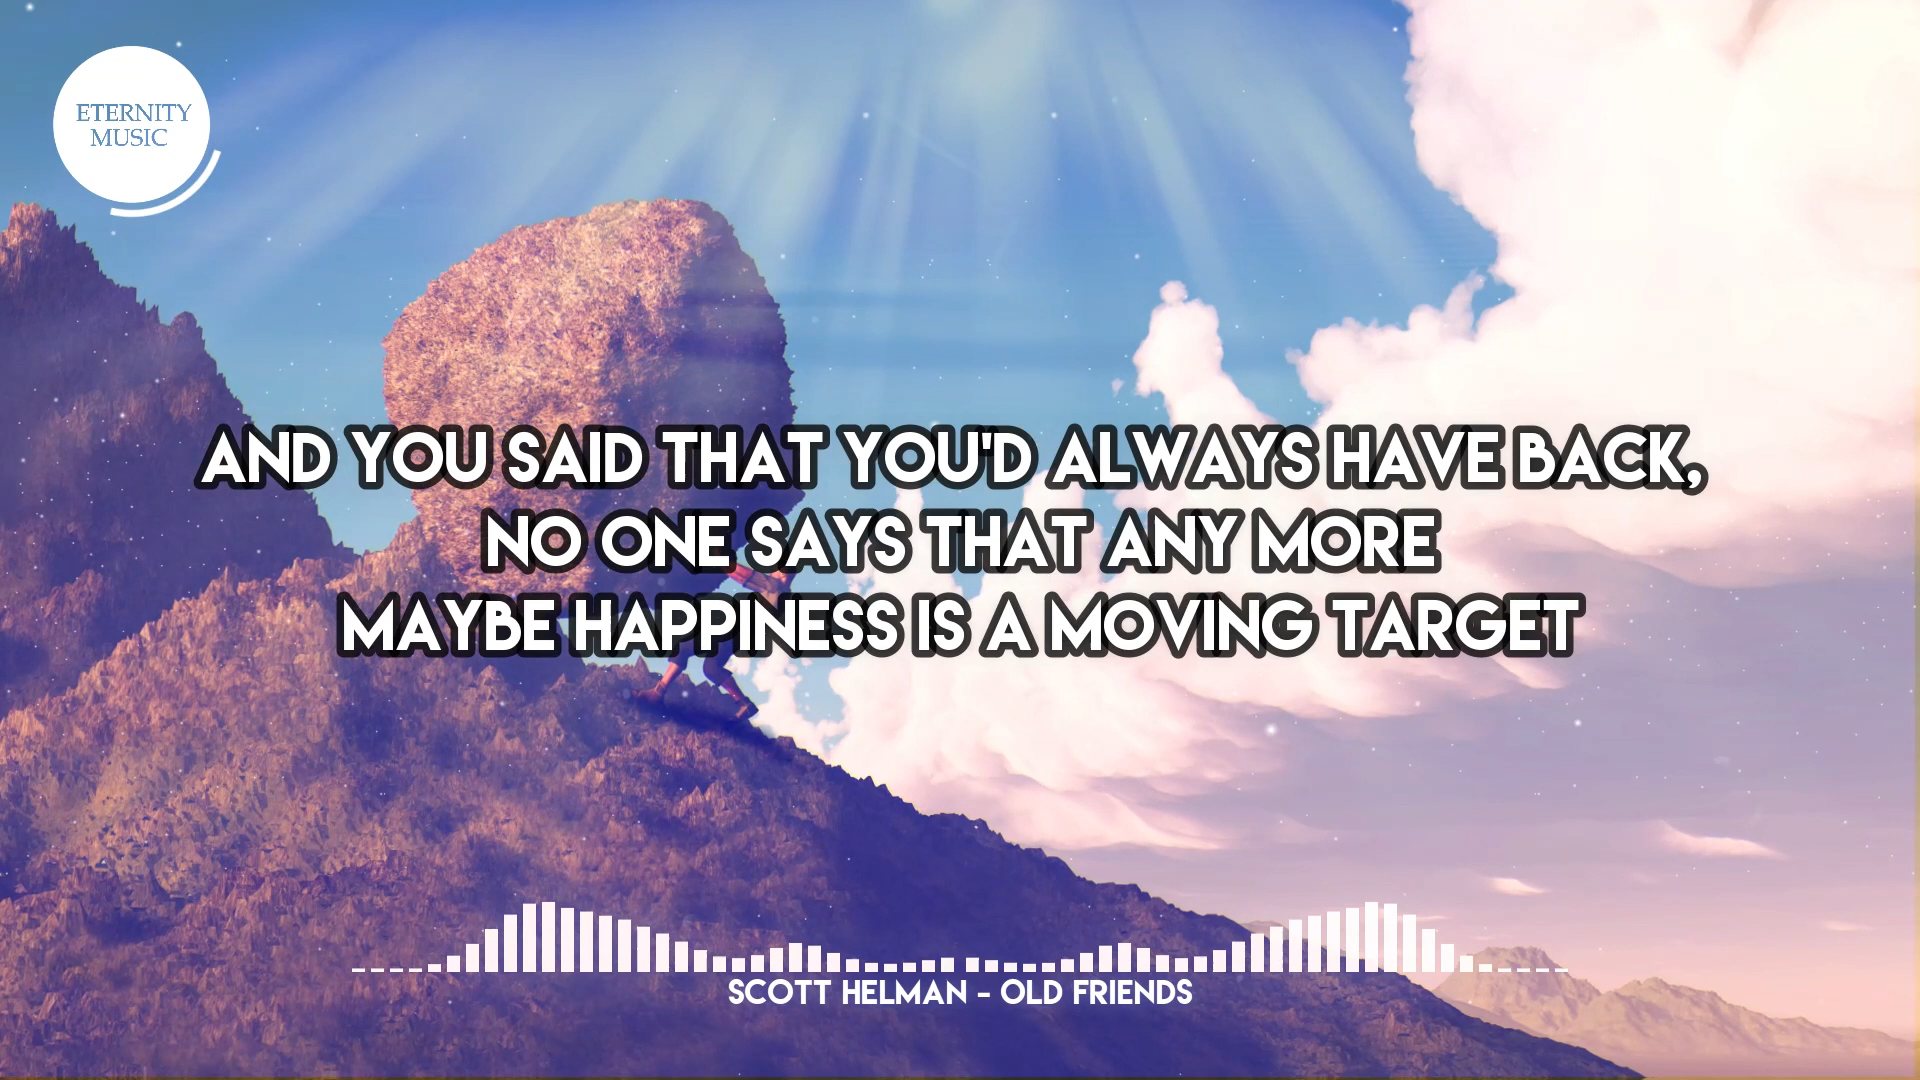 ETERNITY
MUSIC
AND YOU SAID THAT YOU'D ALWAYS HAVE BACK,
NO ONE SAYS THAT ANY MORE
MAYBE HAPPINESS IS A MOVING TARGET
SCOTT HELMAN - OLD FRIENDS